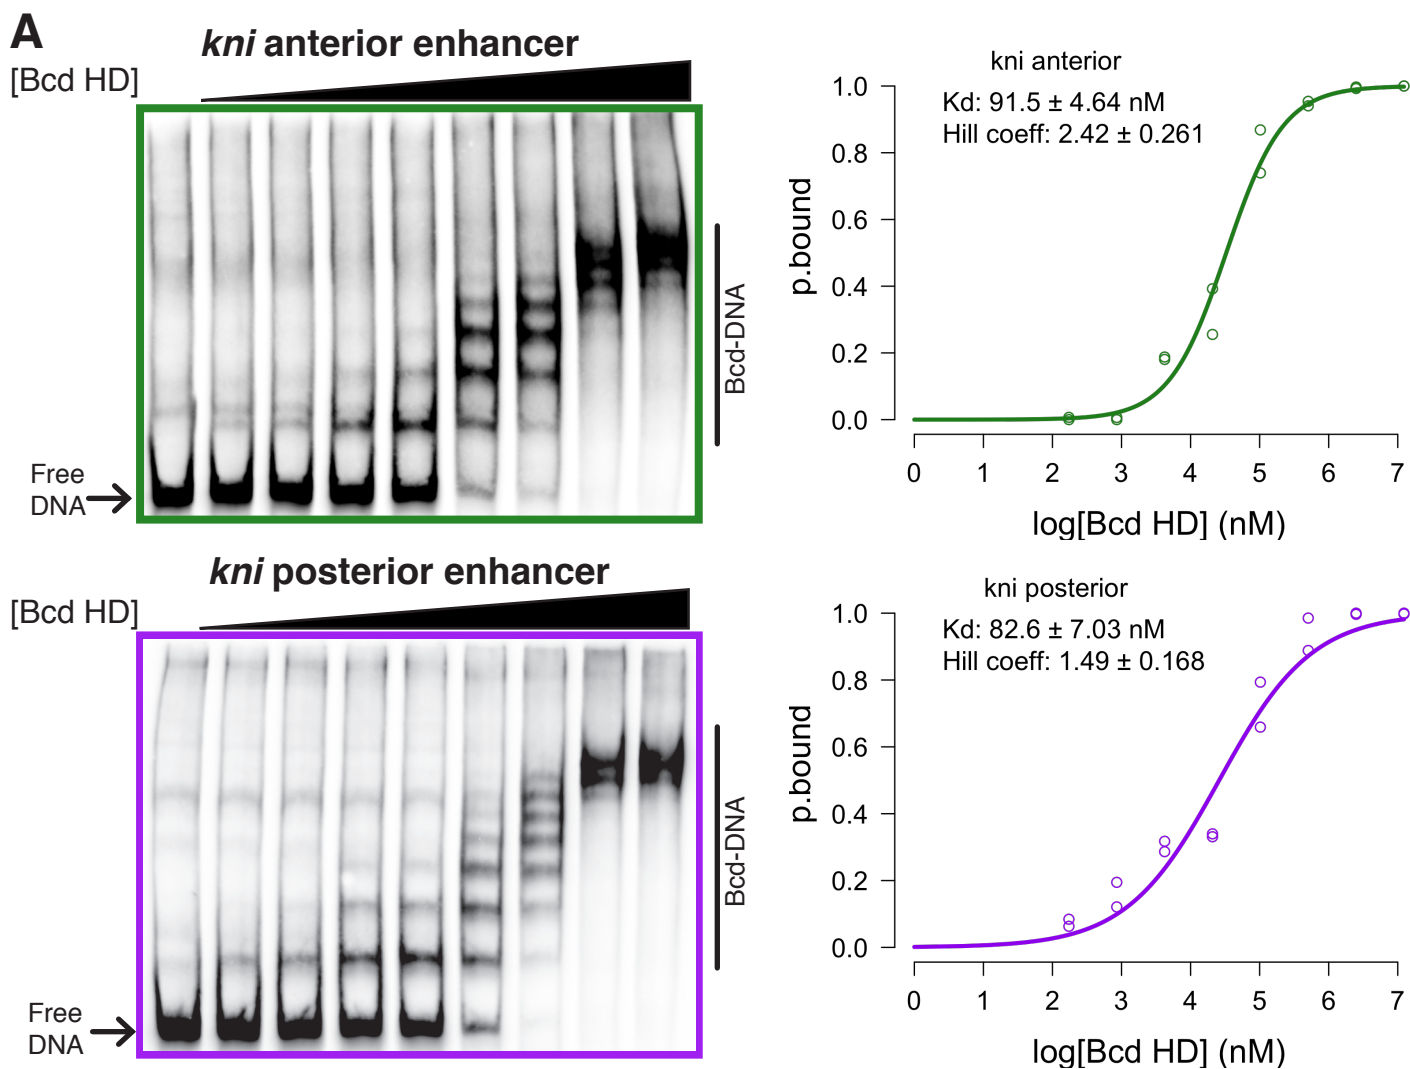 A
kni anterior enhancer
[Bcd HD]
Free
DNA
Bcd-DNA
kni anterior
Kd: 91.5 ± 4.64 nM
Hill coeff: 2.42 ± 0.261
p.bound
1.0
0.8
0.6
0.4
0.2
0.0
0 1 2 3 4 5 6 7
log[Bcd HD] (nM)
kni posterior enhancer
[Bcd HD]
Free
DNA
Bcd-DNA
kni posterior
Kd: 82.6 ± 7.03 nM
Hill coeff: 1.49 ± 0.168
p.bound
1.0
0.8
0.6
0.4
0.2
0.0
0 1 2 3 4 5 6 7
log[Bcd HD] (nM)